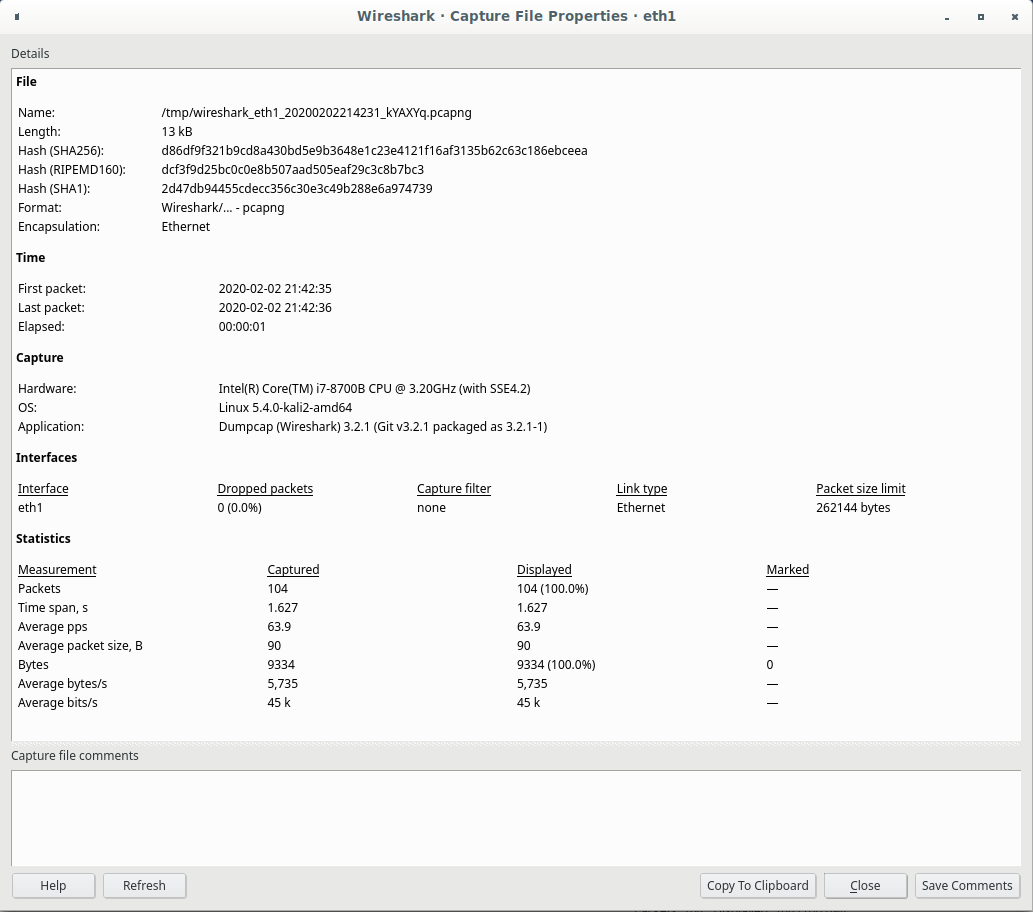 Wireshark · Capture File Properties · eth1
Details
File
Name: /tmp/wireshark_eth1_20200202214231_kYAXYq.pcapng
Length: 13 kB
Hash (SHA256): d86df9f321b9cd8a430bd5e9b3648e1c23e4121f16af3135b62c63c186ebceea
Hash (RIPEMD160): dcf3f9d25bc0c0e8b507aad505eaf29c3c8b7bc3
Hash (SHA1): 2d47db94455cdecc356c30e3c49b288e6a974739
Format: Wireshark/... - pcapng
Encapsulation: Ethernet
Time
First packet: 2020-02-02 21:42:35
Last packet: 2020-02-02 21:42:36
Elapsed: 00:00:01
Capture
Hardware: Intel(R) Core(TM) i7-8700B CPU @ 3.20GHz (with SSE4.2)
OS: Linux 5.4.0-kali2-amd64
Application: Dumpcap (Wireshark) 3.2.1 (Git v3.2.1 packaged as 3.2.1-1)
Interfaces
Interface Dropped packets Capture filter Link type Packet size limit
eth1 0 (0.0%) none Ethernet 262144 bytes
Statistics
Measurement Captured Displayed Marked
Packets 104 104 (100.0%) —
Time span, s 1.627 1.627 —
Average pps 63.9 63.9 —
Average packet size, B 90 90 —
Bytes 9334 9334 (100.0%) 0
Average bytes/s 5,735 5,735 —
Average bits/s 45 k 45 k —
Capture file comments
Help Refresh Copy To Clipboard Close Save Comments